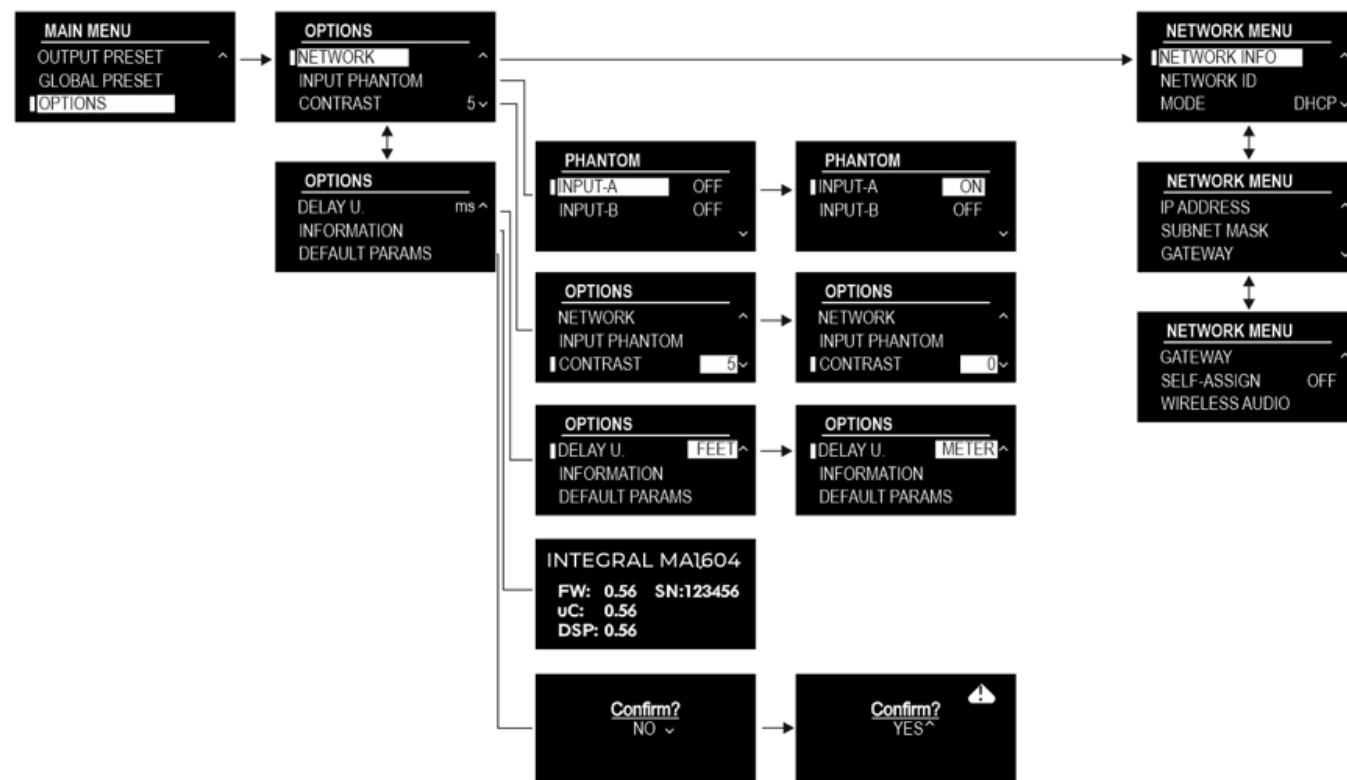 MAIN MENU
OUTPUT PRESET ^
GLOBAL PRESET
OPTIONS
OPTIONS
NETWORK ^
INPUT PHANTOM
CONTRAST 5⌄
OPTIONS
DELAY U. ms ^
INFORMATION
DEFAULT PARAMS
PHANTOM
INPUT-A OFF
INPUT-B OFF
⌄
PHANTOM
INPUT-A ON
INPUT-B OFF
⌄
OPTIONS
NETWORK ^
INPUT PHANTOM
CONTRAST 5⌄
OPTIONS
NETWORK ^
INPUT PHANTOM
CONTRAST 0⌄
OPTIONS
DELAY U. FEET ^
INFORMATION
DEFAULT PARAMS
OPTIONS
DELAY U. METER ^
INFORMATION
DEFAULT PARAMS
INTEGRAL MA1604
FW: 0.56 SN:123456
uC: 0.56
DSP: 0.56
Confirm?
NO ⌄
Confirm?
YES^
NETWORK MENU
NETWORK INFO ^
NETWORK ID
MODE DHCP⌄
NETWORK MENU
IP ADDRESS ^
SUBNET MASK
GATEWAY ⌄
NETWORK MENU
GATEWAY ^
SELF-ASSIGN OFF
WIRELESS AUDIO